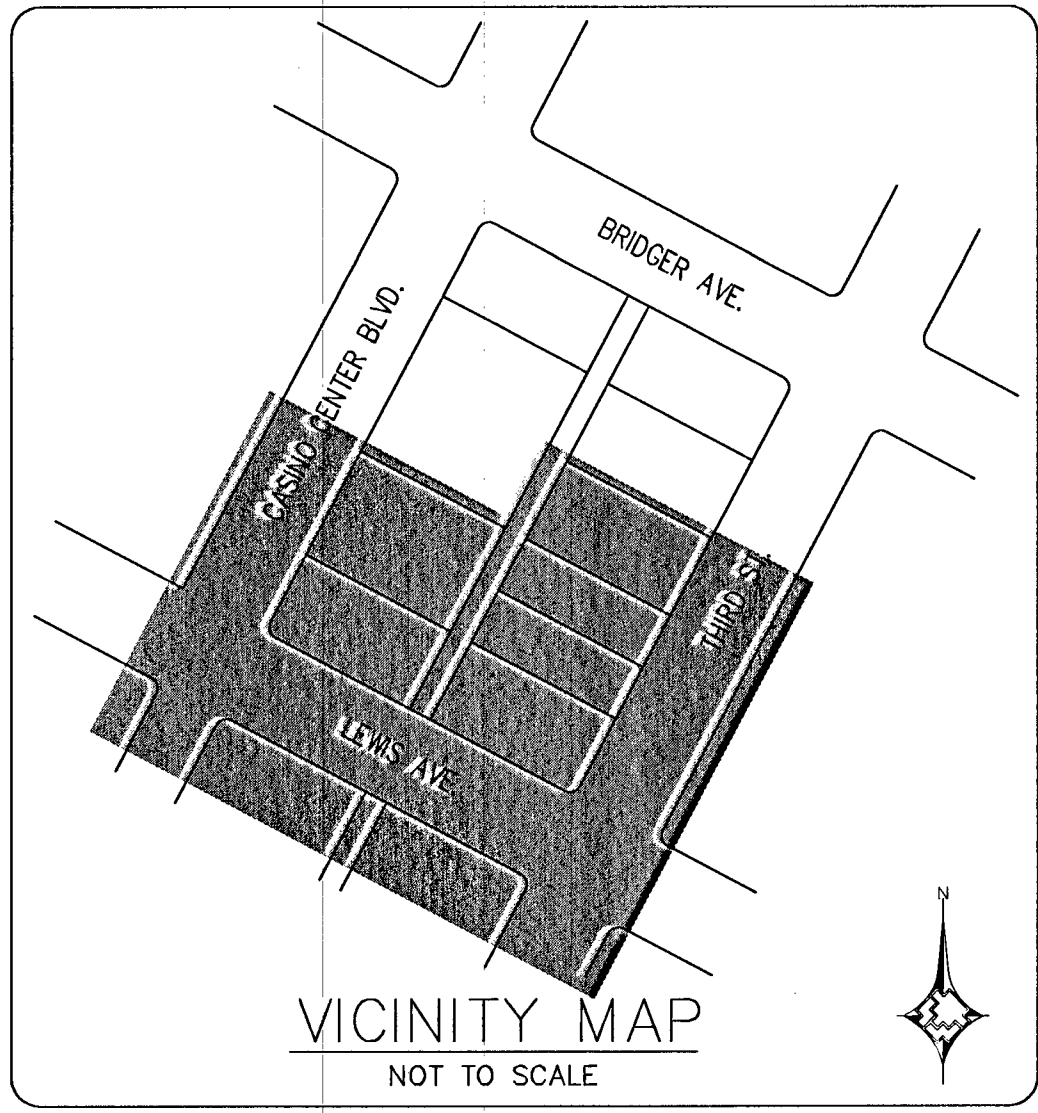 BRIDGER AVE.
CASINO CENTER BLVD.
THIRD ST.
LEWIS AVE
N
VICINITY MAP
NOT TO SCALE